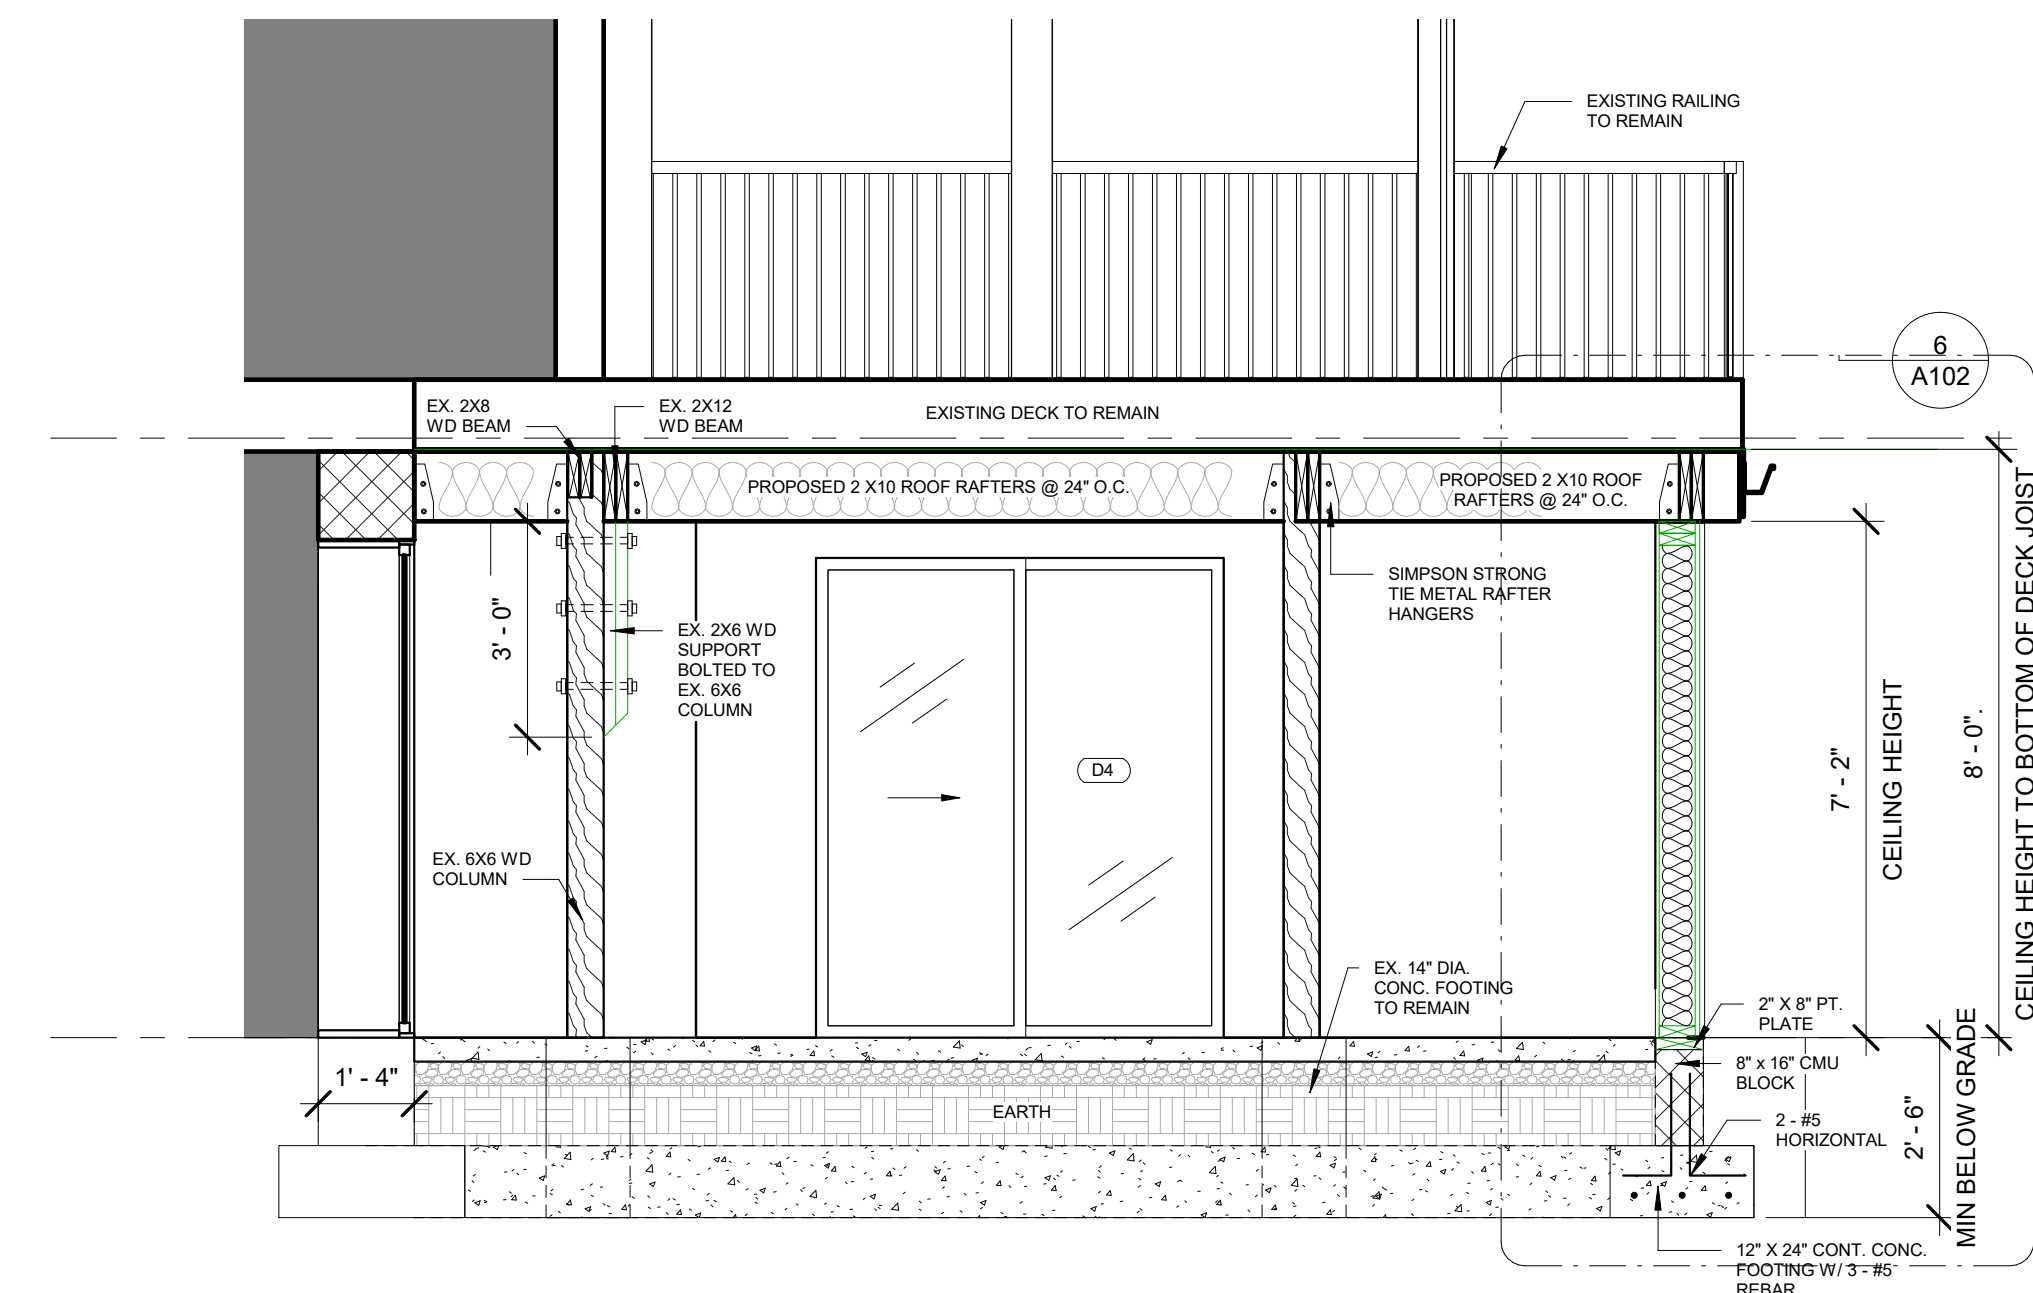 EXISTING RAILING
TO REMAIN
6
A102
EX. 2X8
WD BEAM
EX. 2X12
WD BEAM
EXISTING DECK TO REMAIN
PROPOSED 2 X10 ROOF RAFTERS @ 24" O.C.
PROPOSED 2 X10 ROOF
RAFTERS @ 24" O.C.
SIMPSON STRONG
TIE METAL RAFTER
HANGERS
3' - 0"
EX. 2X6 WD
SUPPORT
BOLTED TO
EX. 6X6
COLUMN
D4
EX. 6X6 WD
COLUMN
7' - 2"
CEILING HEIGHT
8' - 0".
CEILING HEIGHT TO BOTTOM OF DECK JOIST
EX. 14" DIA.
CONC. FOOTING
TO REMAIN
2" X 8" PT.
PLATE
8" x 16" CMU
BLOCK
1' - 4"
EARTH
2 - #5
HORIZONTAL
2' - 6"
MIN BELOW GRADE
12" X 24" CONT. CONC.
FOOTING W/ 3 - #5
REBAR